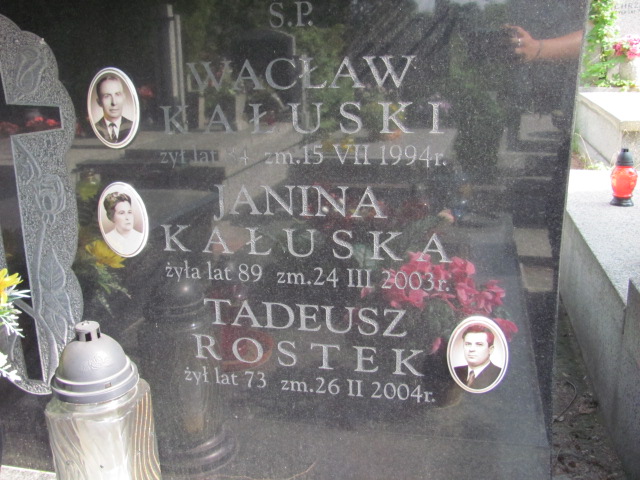 S.P.
WACŁAW
KAŁUSKI
żył lat 84 zm.15 VII 1994r.
JANINA
KAŁUSKA
żyła lat 89 zm.24 III 2003r.
TADEUSZ
ROSTEK
żył lat 73 zm.26 II 2004r.